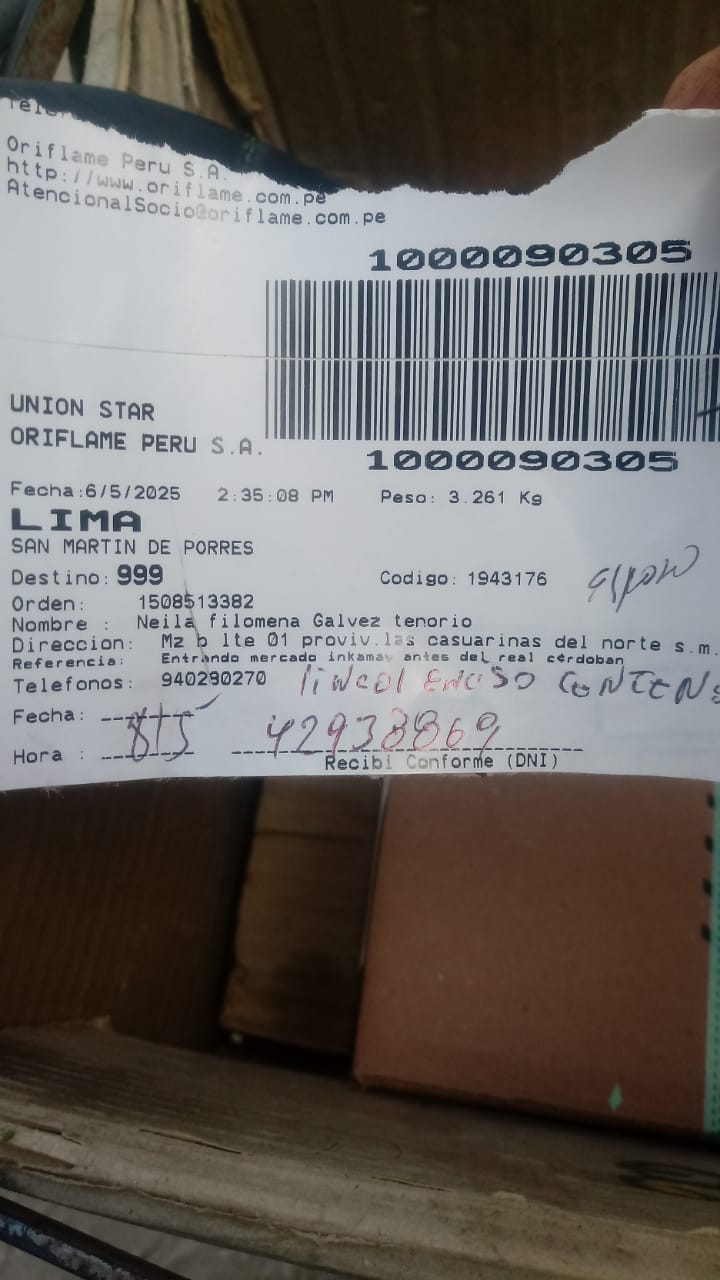 Oriflame Peru S.A.
http://www.oriflame.com.pe
AtencionalSocio@oriflame.com.pe
1000090305
UNION STAR
ORIFLAME PERU S.A.
1000090305
Fecha:6/5/2025 2:35:08 PM Peso: 3.261 Kg
LIMA
SAN MARTIN DE PORRES
Destino: 999 Codigo: 1943176
Orden: 1508513382
Nombre : Neila filomena Galvez tenorio
Direccion: Mz b lte 01 proviv.las casuarinas del norte s.m.
Referencia: Entrando mercado inkamay antes del real cérdoban
Telefonos: 940290270
Fecha:
42938869
Hora :
Recibi Conforme (DNI)